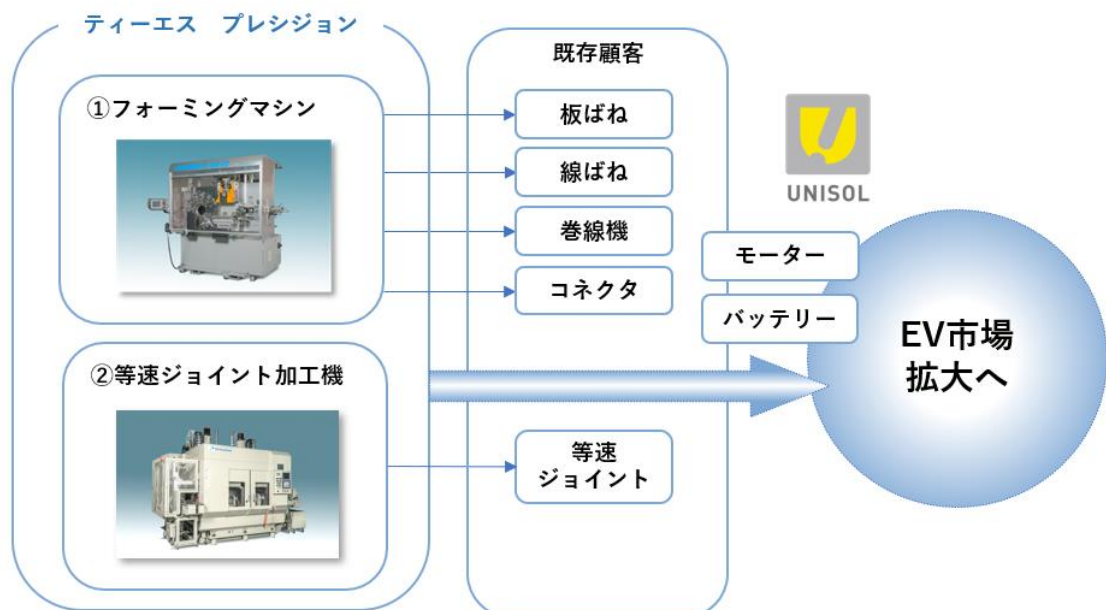 ティーエス　プレシジョン
①フォーミングマシン
②等速ジョイント加工機
既存顧客
板ばね
線ばね
巻線機
コネクタ
等速
ジョイント
UNISOL
モーター
バッテリー
EV市場
拡大へ